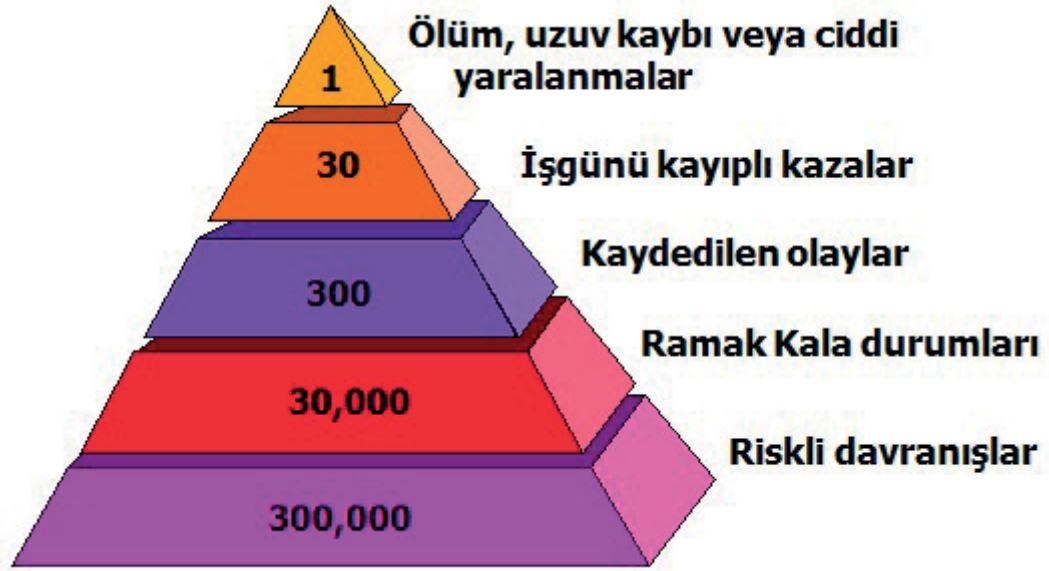 1
Ölüm, uzuv kaybı veya ciddi
yaralanmalar
30
İşgünü kayıplı kazalar
300
Kaydedilen olaylar
30,000
Ramak Kala durumları
300,000
Riskli davranışlar